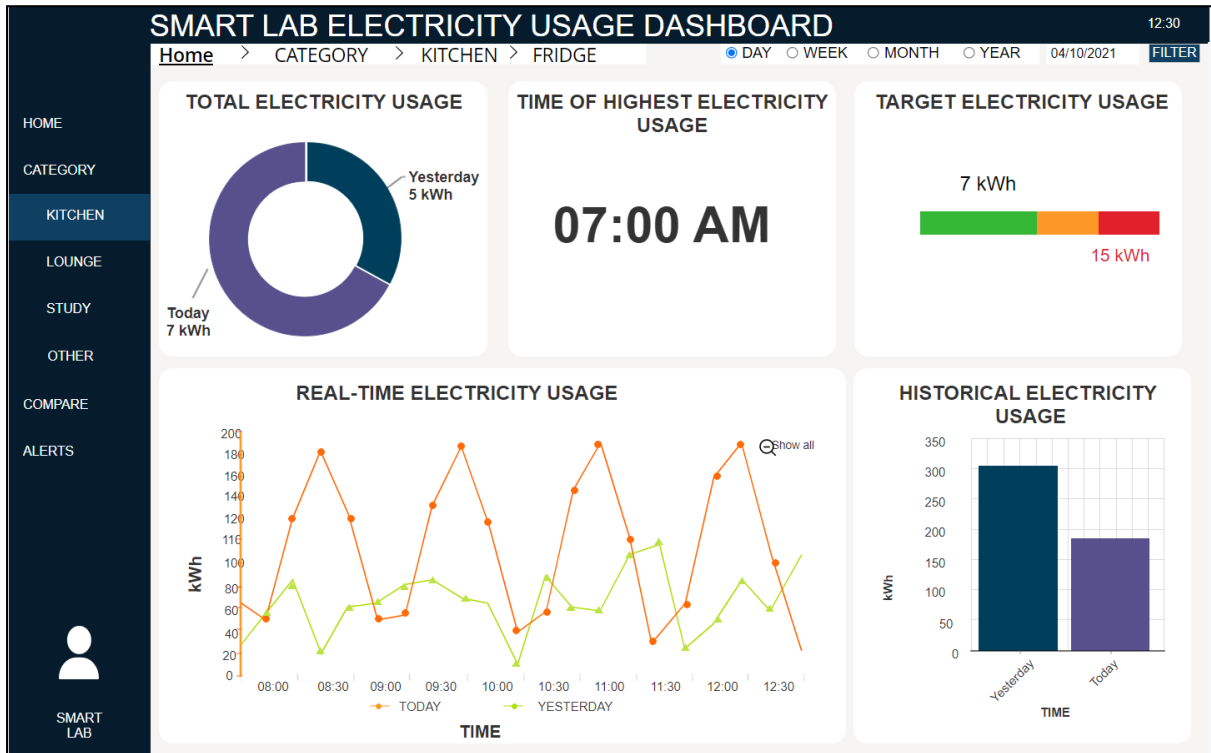 SMART LAB ELECTRICITY USAGE DASHBOARD
12:30
Home > CATEGORY > KITCHEN > FRIDGE
DAY WEEK MONTH YEAR 04/10/2021 FILTER
HOME
CATEGORY
KITCHEN
LOUNGE
STUDY
OTHER
COMPARE
ALERTS
SMART
LAB
TOTAL ELECTRICITY USAGE
Yesterday
5 kWh
Today
7 kWh
TIME OF HIGHEST ELECTRICITY
USAGE
07:00 AM
TARGET ELECTRICITY USAGE
7 kWh
15 kWh
REAL-TIME ELECTRICITY USAGE
Show all
kWh
200
180
160
140
120
110
100
80
60
40
20
0
08:00 08:30 09:00 09:30 10:00 10:30 11:00 11:30 12:00 12:30
TODAY YESTERDAY
TIME
HISTORICAL ELECTRICITY
USAGE
kWh
350
300
250
200
150
100
50
0
Yesterday Today
TIME